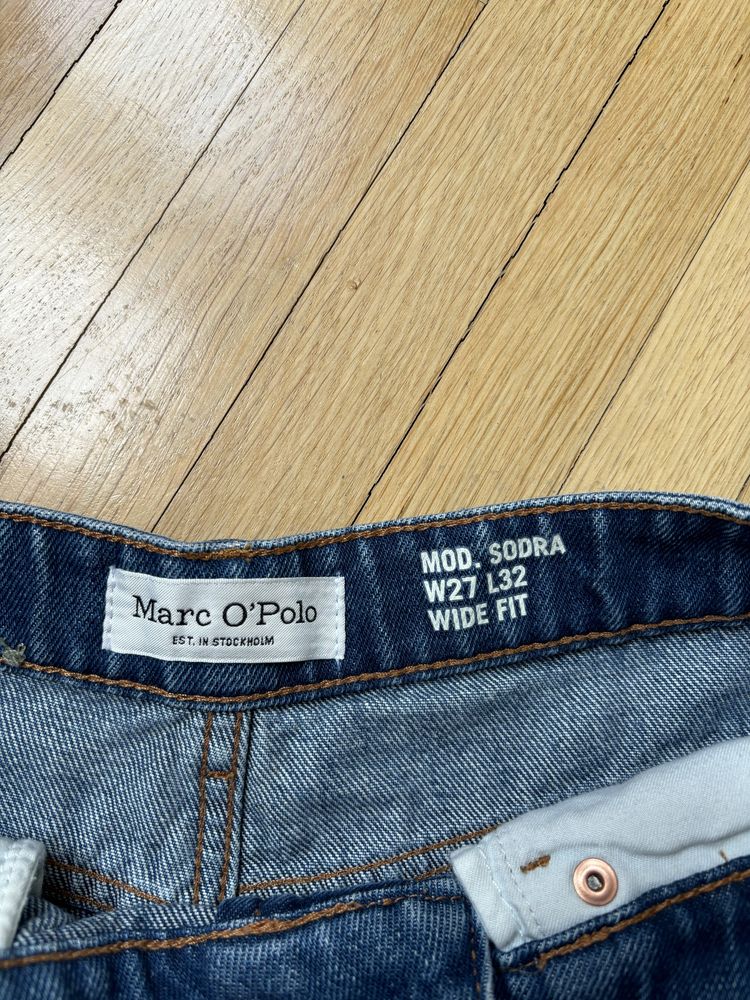 Marc O'Polo
EST. IN STOCKHOLM
MOD. SODRA
W27 L32
WIDE FIT